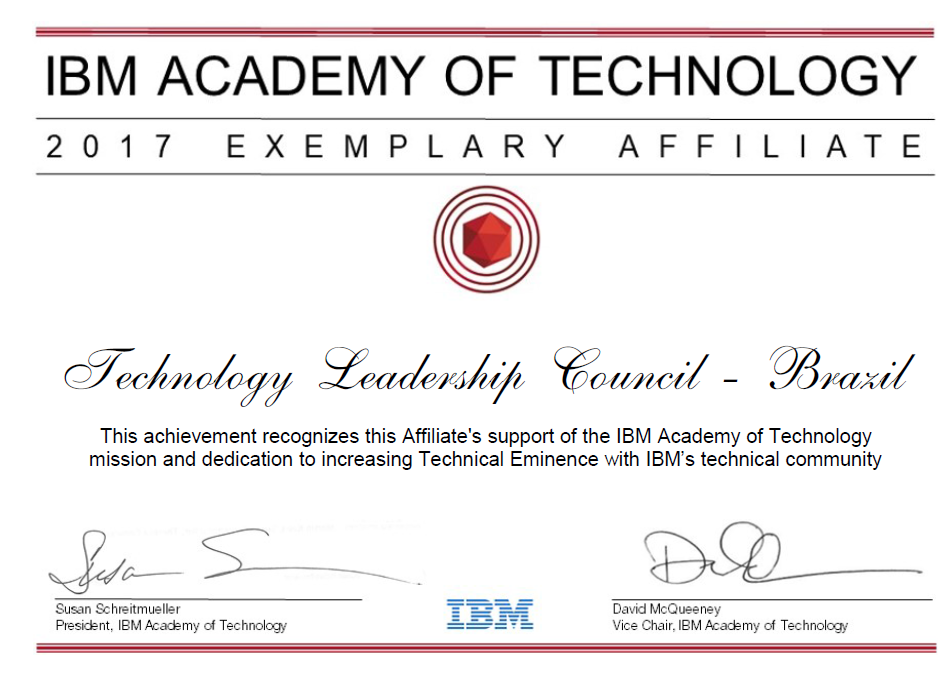 IBM ACADEMY OF TECHNOLOGY
2017 EXEMPLARY AFFILIATE
Technology Leadership Council - Brazil
This achievement recognizes this Affiliate's support of the IBM Academy of Technology
mission and dedication to increasing Technical Eminence with IBM's technical community
Susan Schreitmueller
President, IBM Academy of Technology
IBM
David McQueeney
Vice Chair, IBM Academy of Technology